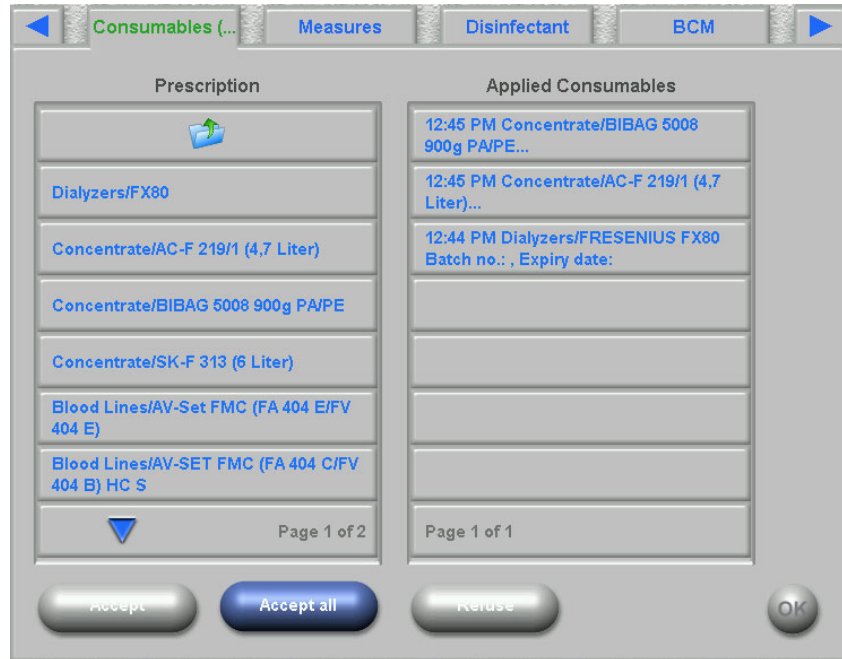 Consumables (...
Measures
Disinfectant
BCM
Prescription
Applied Consumables
Dialyzers/FX80
Concentrate/AC-F 219/1 (4,7 Liter)
Concentrate/BIBAG 5008 900g PA/PE
Concentrate/SK-F 313 (6 Liter)
Blood Lines/AV-Set FMC (FA 404 E/FV
404 E)
Blood Lines/AV-SET FMC (FA 404 C/FV
404 B) HC S
Page 1 of 2
12:45 PM Concentrate/BIBAG 5008
900g PA/PE...
12:45 PM Concentrate/AC-F 219/1 (4,7
Liter)...
12:44 PM Dialyzers/FRESENIUS FX80
Batch no.: , Expiry date:
Page 1 of 1
Accept
Accept all
Refuse
OK